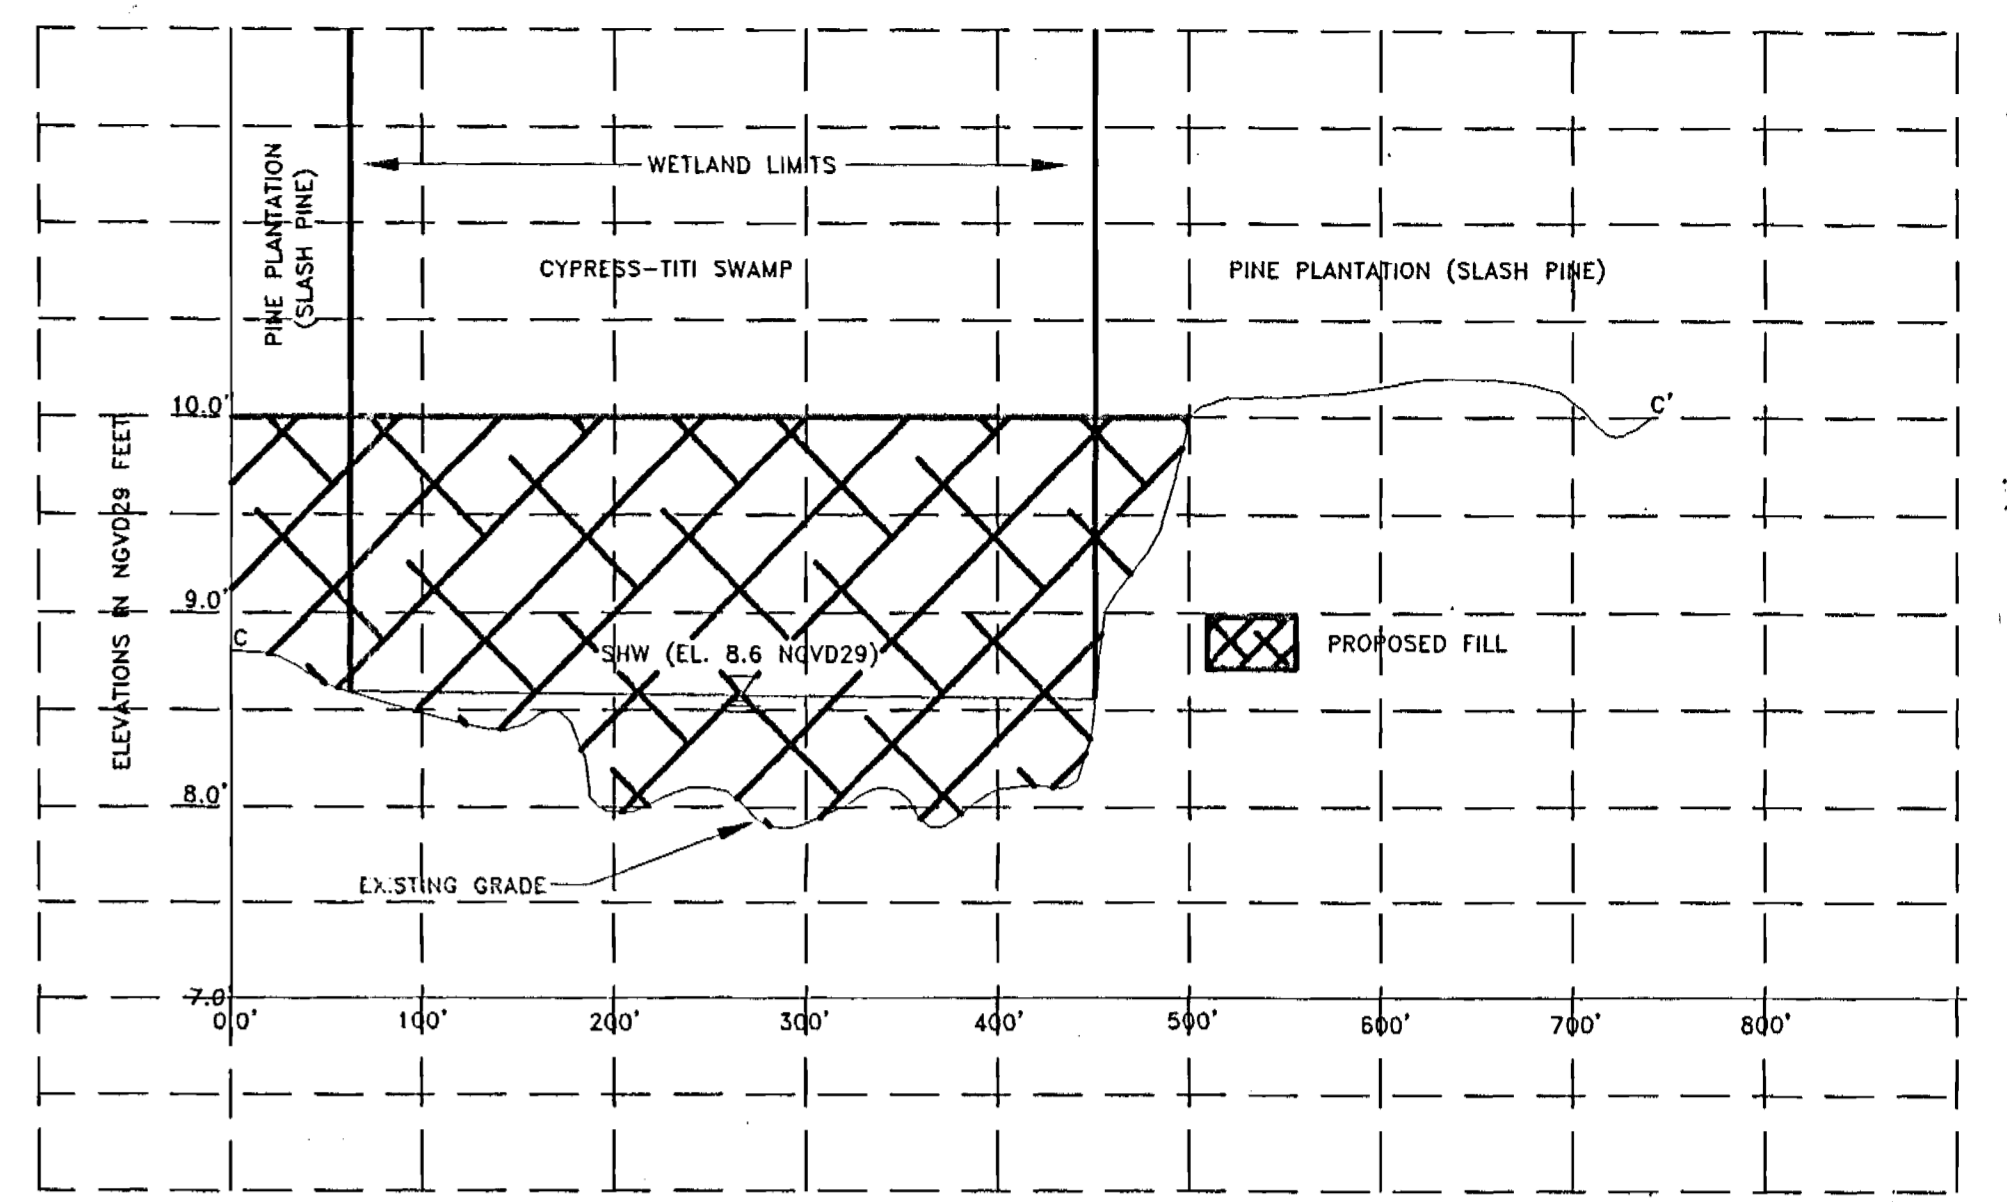 WETLAND LIMITS
PINE PLANTATION
(SLASH PINE)
CYPRESS-TITI SWAMP
PINE PLANTATION (SLASH PINE)
10.0'
C'
ELEVATIONS IN NGVD29 FEET
9.0'
C
SHW (EL. 8.6 NGVD29)
PROPOSED FILL
8.0'
EXISTING GRADE
7.0'
0.0' 100' 200' 300' 400' 500' 600' 700' 800'